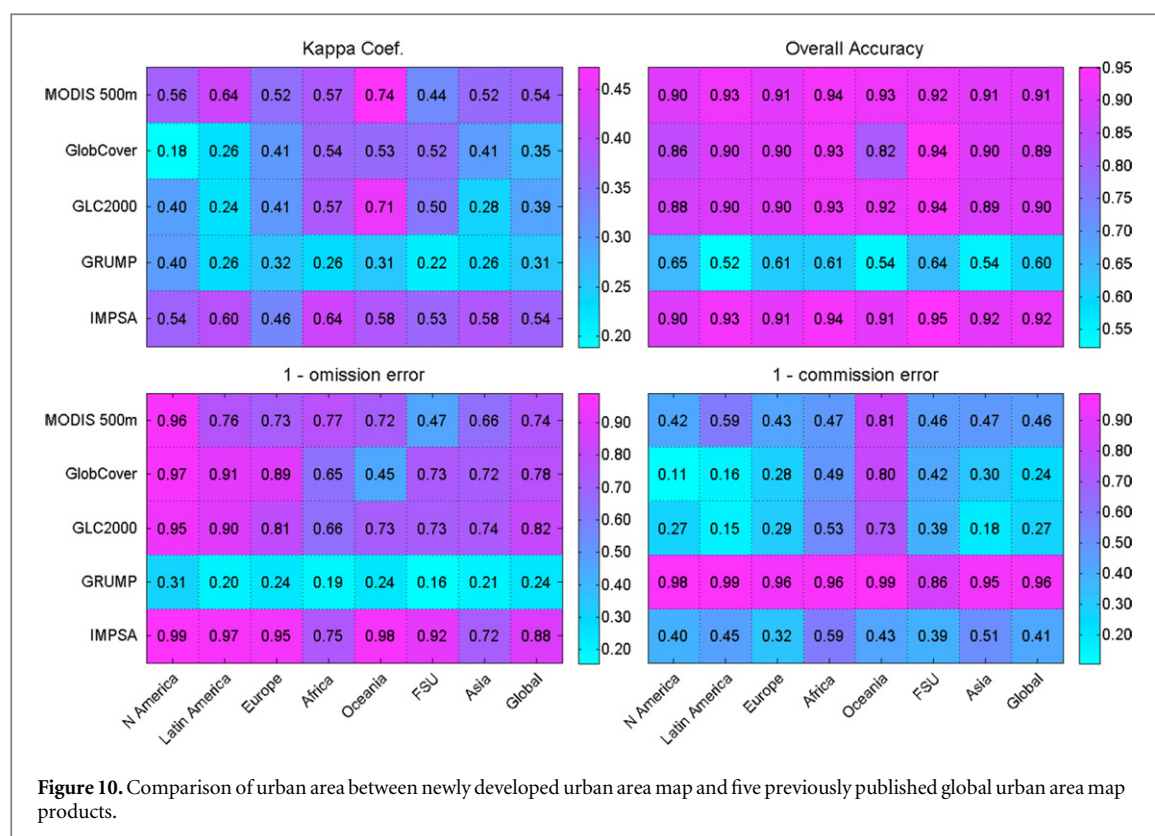 Kappa Coef.
MODIS 500m 0.56 0.64 0.52 0.57 0.74 0.44 0.52 0.54
GlobCover 0.18 0.26 0.41 0.54 0.53 0.52 0.41 0.35
GLC2000 0.40 0.24 0.41 0.57 0.71 0.50 0.28 0.39
GRUMP 0.40 0.26 0.32 0.26 0.31 0.22 0.26 0.31
IMPSA 0.54 0.60 0.46 0.64 0.58 0.53 0.58 0.54
0.45
0.40
0.35
0.30
0.25
0.20
Overall Accuracy
0.90 0.93 0.91 0.94 0.93 0.92 0.91 0.91
0.86 0.90 0.90 0.93 0.82 0.94 0.90 0.89
0.88 0.90 0.90 0.93 0.92 0.94 0.89 0.90
0.65 0.52 0.61 0.61 0.54 0.64 0.54 0.60
0.90 0.93 0.91 0.94 0.91 0.95 0.92 0.92
0.95
0.90
0.85
0.80
0.75
0.70
0.65
0.60
0.55
1 - omission error
MODIS 500m 0.96 0.76 0.73 0.77 0.72 0.47 0.66 0.74
GlobCover 0.97 0.91 0.89 0.65 0.45 0.73 0.72 0.78
GLC2000 0.95 0.90 0.81 0.66 0.73 0.73 0.74 0.82
GRUMP 0.31 0.20 0.24 0.19 0.24 0.16 0.21 0.24
IMPSA 0.99 0.97 0.95 0.75 0.98 0.92 0.72 0.88
N America Latin America Europe Africa Oceania FSU Asia Global
0.90
0.80
0.70
0.60
0.50
0.40
0.30
0.20
1 - commission error
0.42 0.59 0.43 0.47 0.81 0.46 0.47 0.46
0.11 0.16 0.28 0.49 0.80 0.42 0.30 0.24
0.27 0.15 0.29 0.53 0.73 0.39 0.18 0.27
0.98 0.99 0.96 0.96 0.99 0.86 0.95 0.96
0.40 0.45 0.32 0.59 0.43 0.39 0.51 0.41
N America Latin America Europe Africa Oceania FSU Asia Global
0.90
0.80
0.70
0.60
0.50
0.40
0.30
0.20
Figure 10. Comparison of urban area between newly developed urban area map and five previously published global urban area map
products.